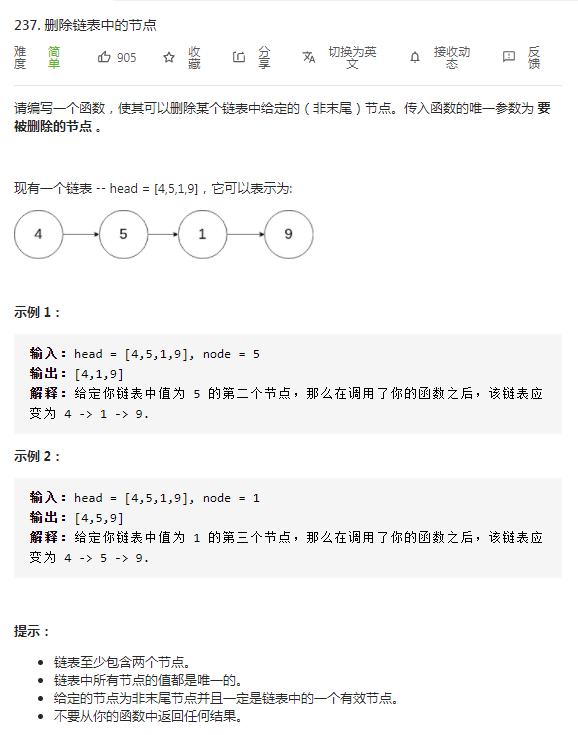 237. 删除链表中的节点
难度 简单 905 收藏 分享 切换为英文 接收动态 反馈
请编写一个函数，使其可以删除某个链表中给定的（非末尾）节点。传入函数的唯一参数为 要
被删除的节点 。
现有一个链表 -- head = [4,5,1,9]，它可以表示为:
4 5 1 9
示例 1：
输入：head = [4,5,1,9], node = 5
输出：[4,1,9]
解释：给定你链表中值为 5 的第二个节点，那么在调用了你的函数之后，该链表应
变为 4 -> 1 -> 9.
示例 2：
输入：head = [4,5,1,9], node = 1
输出：[4,5,9]
解释：给定你链表中值为 1 的第三个节点，那么在调用了你的函数之后，该链表应
变为 4 -> 5 -> 9.
提示：
链表至少包含两个节点。
链表中所有节点的值都是唯一的。
给定的节点为非末尾节点并且一定是链表中的一个有效节点。
不要从你的函数中返回任何结果。